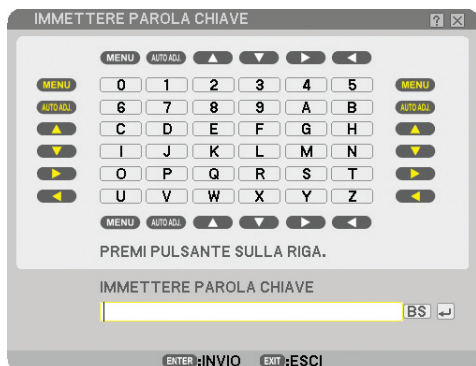 IMMETTERE PAROLA CHIAVE ? X
MENU AUTO ADJ.
MENU 0 1 2 3 4 5 MENU
AUTO ADJ. 6 7 8 9 A B AUTO ADJ.
C D E F G H
I J K L M N
O P Q R S T
U V W X Y Z
MENU AUTO ADJ.
PREMI PULSANTE SULLA RIGA.
IMMETTERE PAROLA CHIAVE
BS
ENTER :INVIO EXIT :ESCI